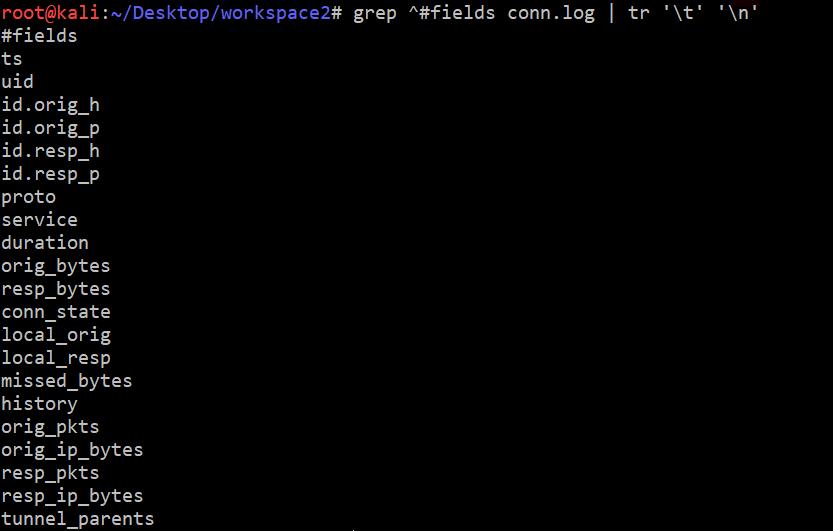 root@kali:~/Desktop/workspace2# grep ^#fields conn.log | tr '\t' '\n'
#fields
ts
uid
id.orig_h
id.orig_p
id.resp_h
id.resp_p
proto
service
duration
orig_bytes
resp_bytes
conn_state
local_orig
local_resp
missed_bytes
history
orig_pkts
orig_ip_bytes
resp_pkts
resp_ip_bytes
tunnel_parents